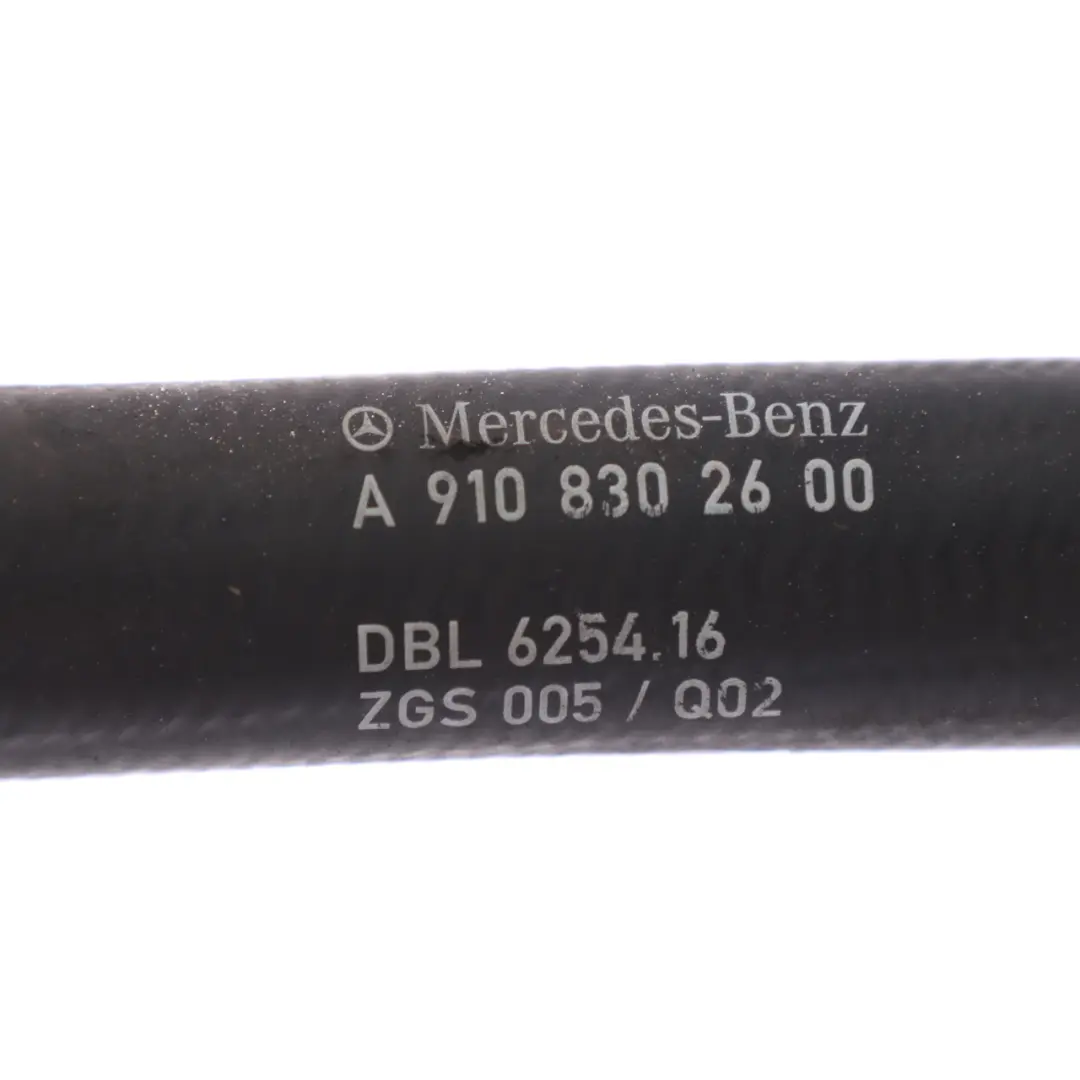 Mercedes-Benz
A 910 830 26 00
DBL 6254.16
ZGS 005 / Q02